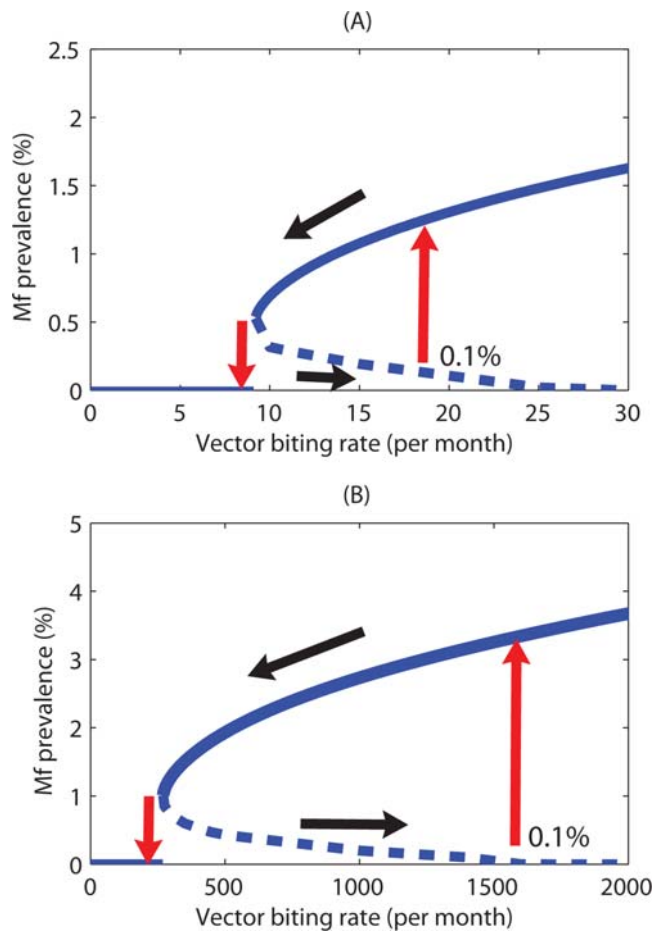 (A)
2.5
2
1.5
1
0.5
0
Mf prevalence (%)
0.1%
0 5 10 15 20 25 30
Vector biting rate (per month)
(B)
5
4
3
2
1
0
Mf prevalence (%)
0.1%
0 500 1000 1500 2000
Vector biting rate (per month)